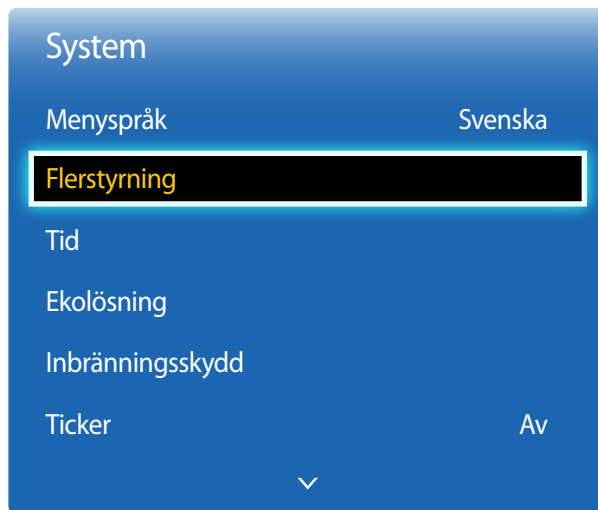 System
Menyspråk Svenska
Flerstyrning
Tid
Ekolösning
Inbränningsskydd
Ticker Av